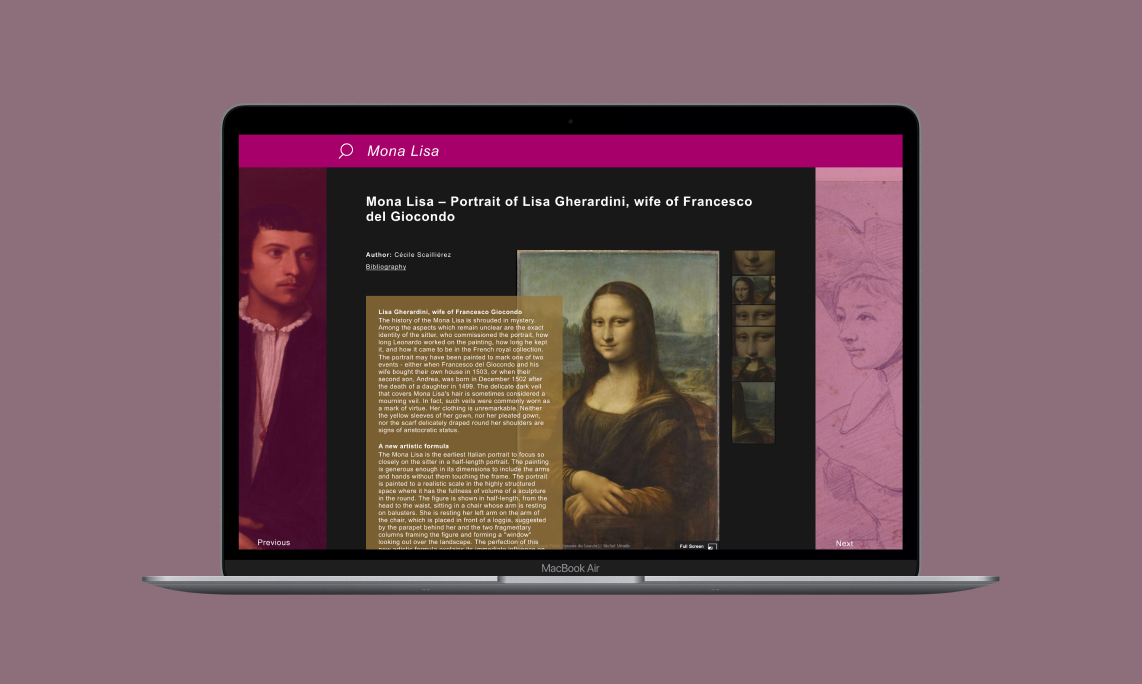 Mona Lisa
Mona Lisa – Portrait of Lisa Gherardini, wife of Francesco
del Giocondo
Author: Cécile Scailliérez
Bibliography
Lisa Gherardini, wife of Francesco Giocondo
The history of the Mona Lisa is shrouded in mystery.
Among the aspects which remain unclear are the exact
identity of the sitter, who commissioned the portrait, how
long Leonardo worked on the painting, how long he kept
it, and how it came to be in the French royal collection.
The portrait may have been painted to mark one of two
events - either when Francesco del Giocondo and his
wife bought their own house in 1503, or when their
second son, Andrea, was born in December 1502 after
the death of a daughter in 1499. The delicate dark veil
that covers Mona Lisa's hair is sometimes considered a
mourning veil. In fact, such veils were commonly worn as
a mark of virtue. Her clothing is unremarkable. Neither
the yellow sleeves of her gown, nor her pleated gown,
nor the scarf delicately draped round her shoulders are
signs of aristocratic status.
A new artistic formula
The Mona Lisa is the earliest Italian portrait to focus so
closely on the sitter in a half-length portrait. The painting
is generous enough in its dimensions to include the arms
and hands without them touching the frame. The portrait
is painted to a realistic scale in the highly structured
space where it has the fullness of volume of a sculpture
in the round. The figure is shown in half-length, from the
head to the waist, sitting in a chair whose arm is resting
on balusters. She is resting her left arm on the arm of
the chair, which is placed in front of a loggia, suggested
by the parapet behind her and the two fragmentary
columns framing the figure and forming a "window"
looking out over the landscape. The perfection of this
Full Screen
Previous
Next
MacBook Air